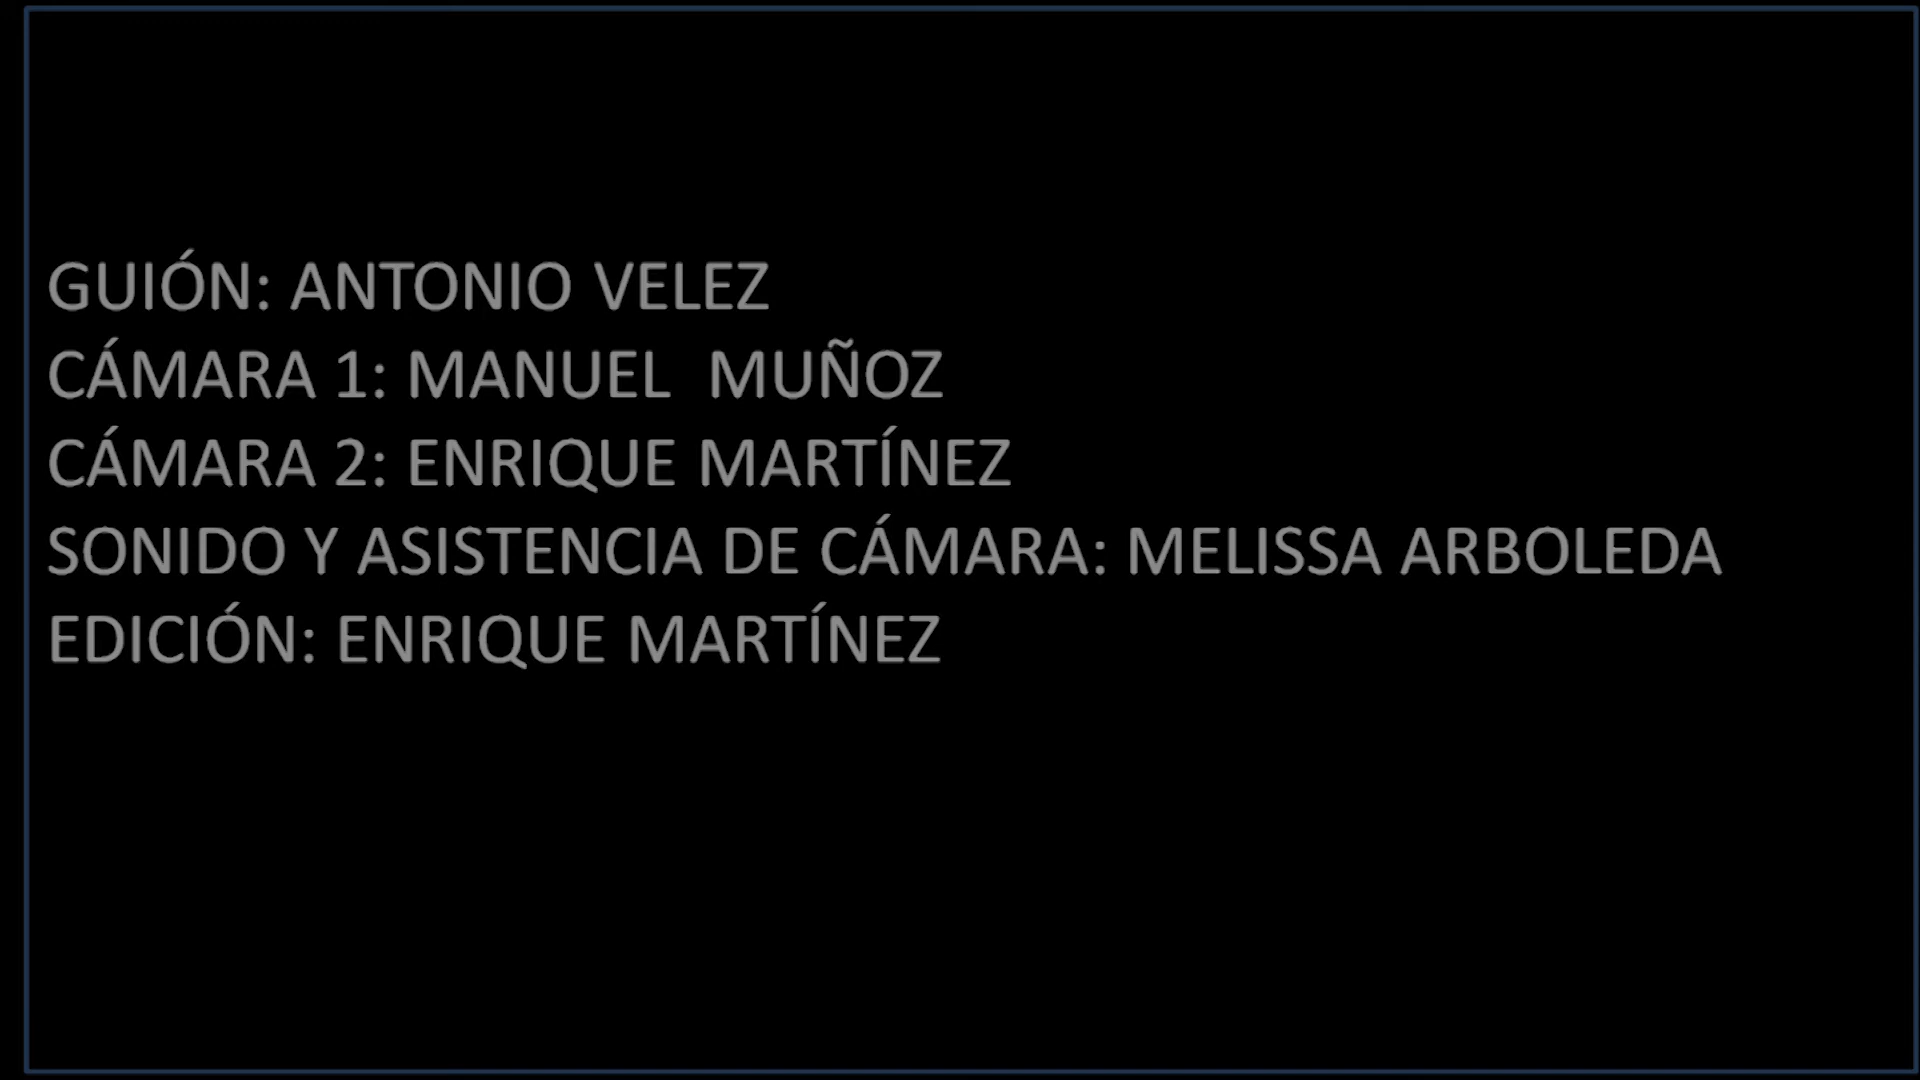 GUIÓN: ANTONIO VELEZ
CÁMARA 1: MANUEL  MUÑOZ
CÁMARA 2: ENRIQUE MARTÍNEZ
SONIDO Y ASISTENCIA DE CÁMARA: MELISSA ARBOLEDA
EDICIÓN: ENRIQUE MARTÍNEZ